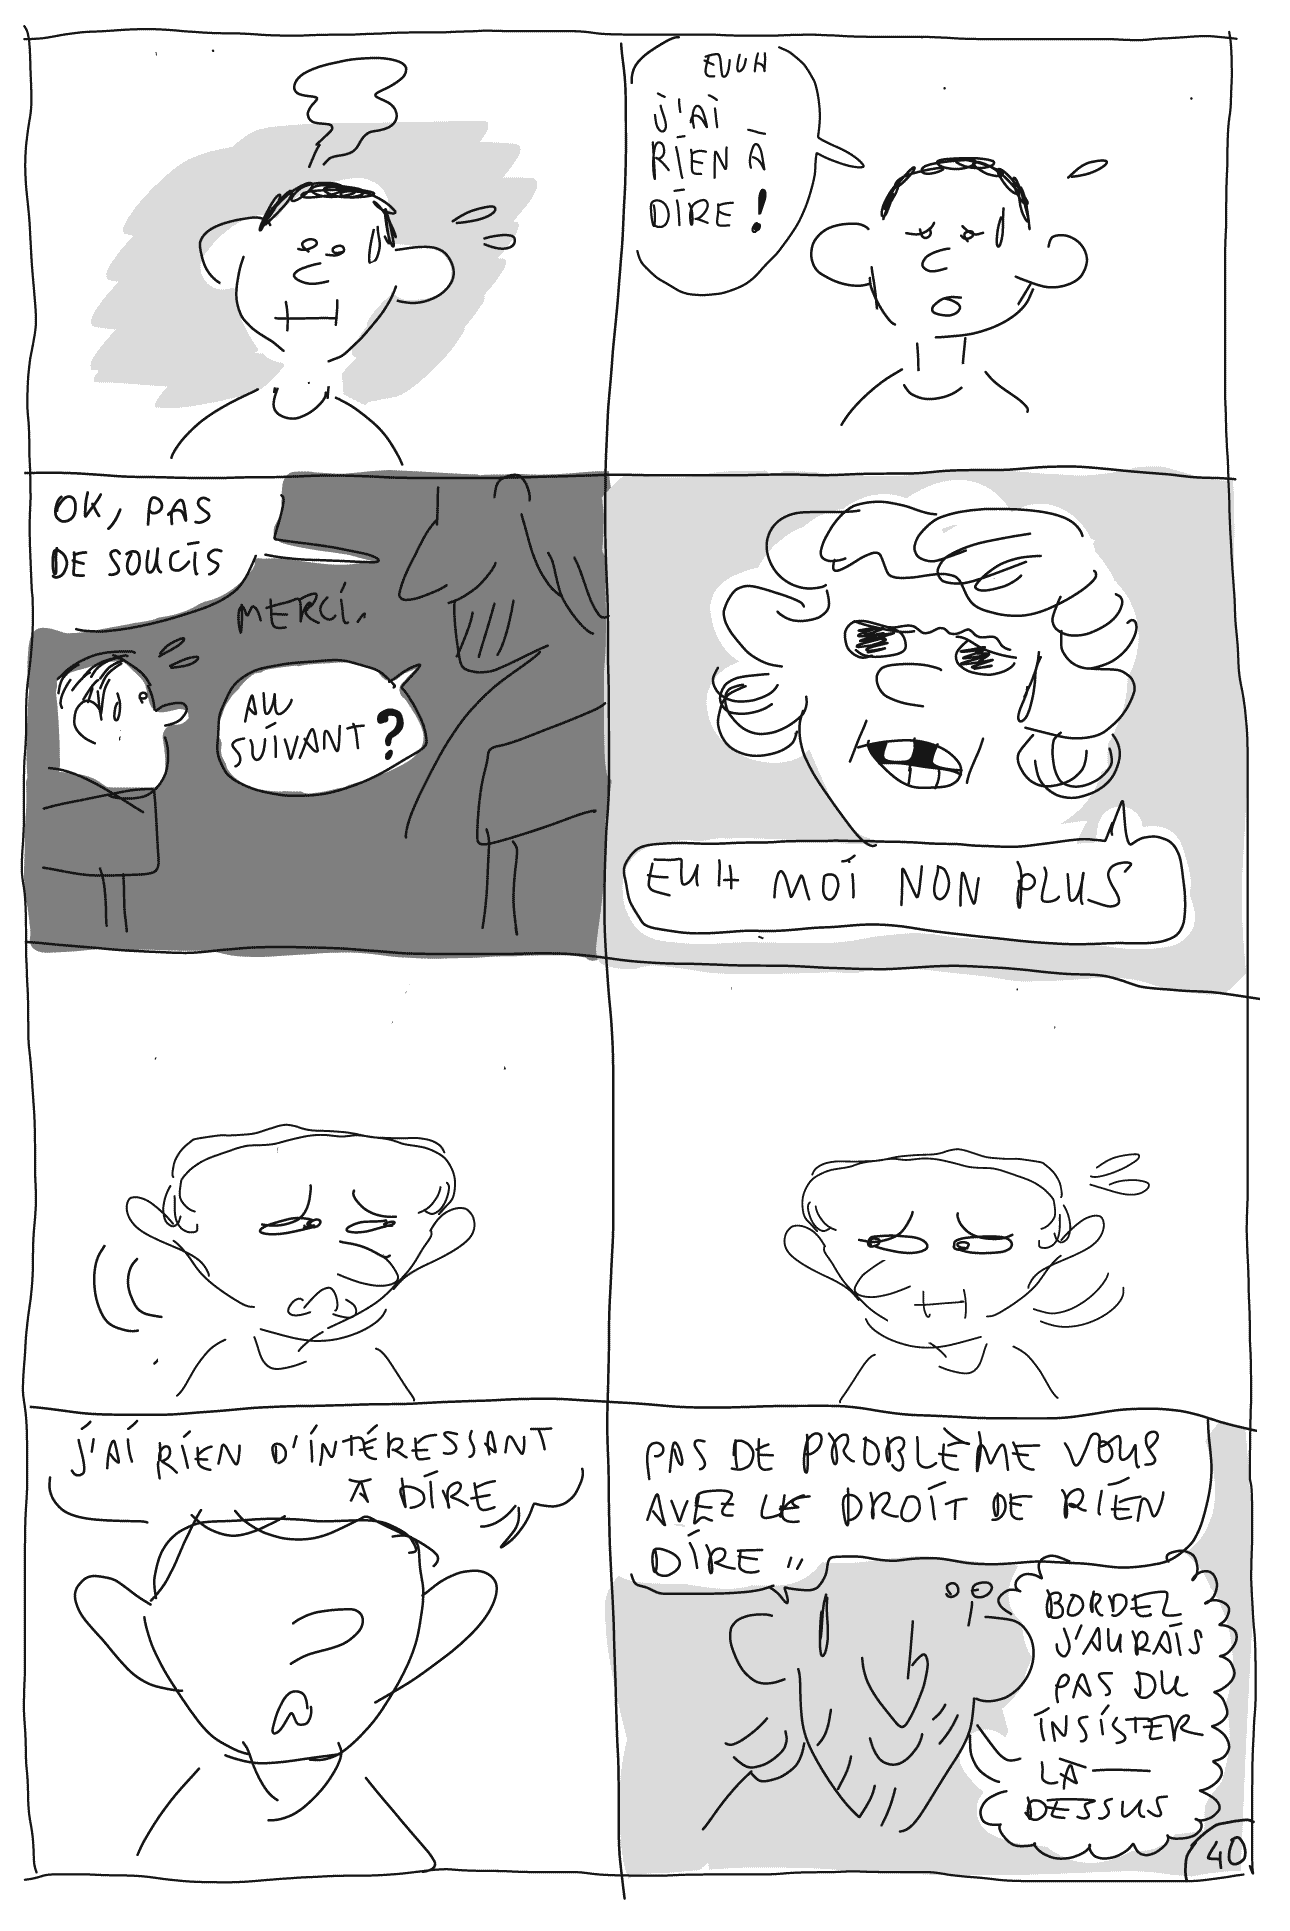 EUUH
J'AI
RIEN À
DIRE !
OK, PAS
DE SOUCIS
MERCI.
AU
SUIVANT ?
EUH MOI NON PLUS
J'AI RIEN D'INTÉRESSANT
À DIRE
PAS DE PROBLÈME VOUS
AVEZ LE DROIT DE RIEN
DIRE ..
BORDEL
J'AURAIS
PAS DU
INSISTER
LÀ-
DESSUS
40